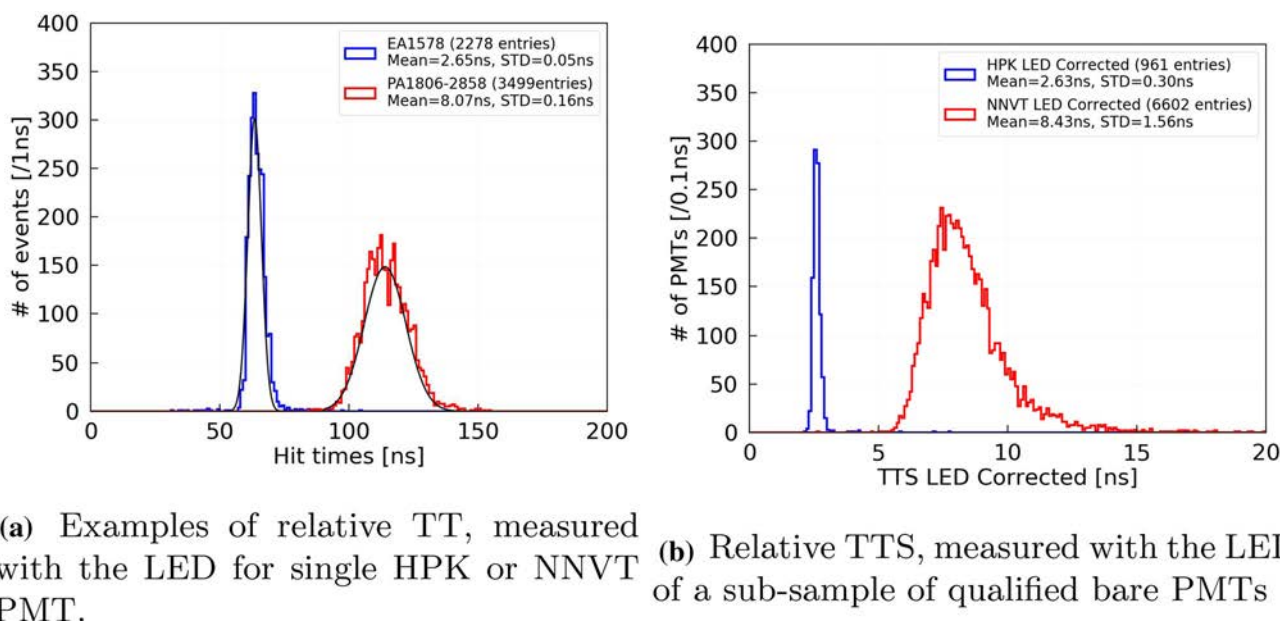 400
350
300
250
200
150
100
50
0
# of events [/1ns]
EA1578 (2278 entries)
Mean=2.65ns, STD=0.05ns
PA1806-2858 (3499entries)
Mean=8.07ns, STD=0.16ns
0 50 100 150 200
Hit times [ns]
(a) Examples of relative TT, measured
with the LED for single HPK or NNVT
PMT.
400
350
300
250
200
150
100
50
0
# of PMTs [/0.1ns]
HPK LED Corrected (961 entries)
Mean=2.63ns, STD=0.30ns
NNVT LED Corrected (6602 entries)
Mean=8.43ns, STD=1.56ns
0 5 10 15 20
TTS LED Corrected [ns]
(b) Relative TTS, measured with the LED
of a sub-sample of qualified bare PMTs